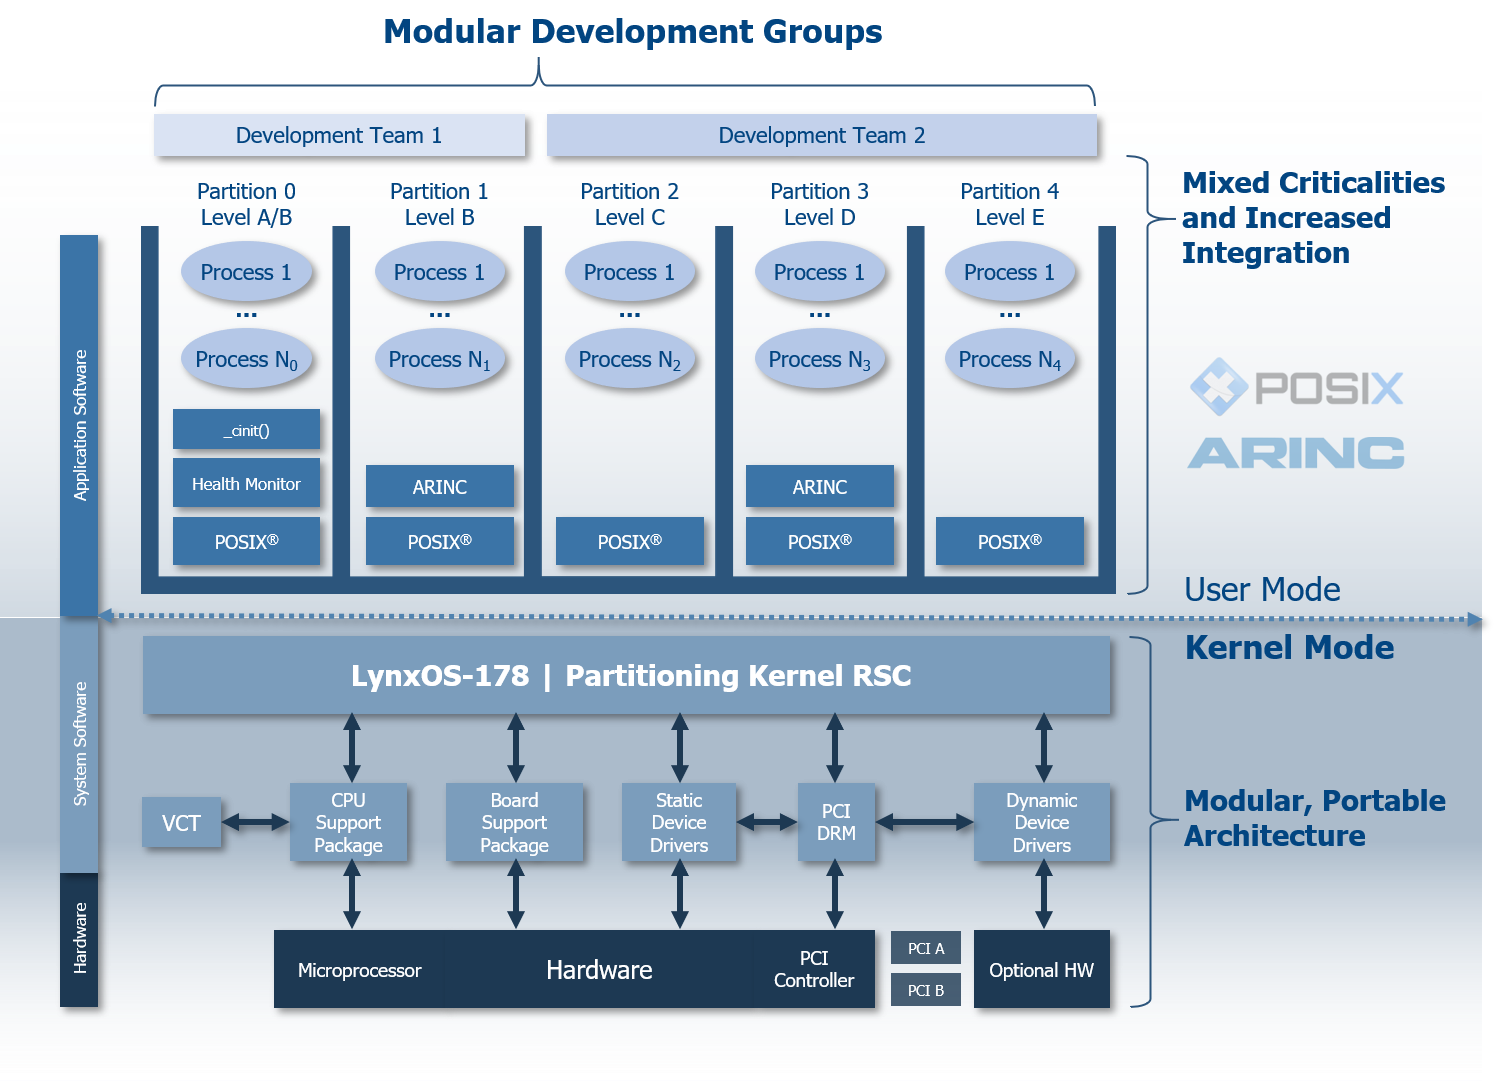 Modular Development Groups
Development Team 1
Development Team 2
Partition 0
Level A/B
Partition 1
Level B
Partition 2
Level C
Partition 3
Level D
Partition 4
Level E
Mixed Criticalities
and Increased
Integration
Process 1
Process 1
Process 1
Process 1
Process 1
...
...
...
...
...
Process N0
Process N1
Process N2
Process N3
Process N4
_cinit()
Health Monitor
POSIX®
ARINC
POSIX®
POSIX®
ARINC
POSIX®
POSIX®
POSIX
ARINC
Application Software
User Mode
Kernel Mode
LynxOS-178 | Partitioning Kernel RSC
System Software
VCT
CPU
Support
Package
Board
Support
Package
Static
Device
Drivers
PCI
DRM
Dynamic
Device
Drivers
Modular, Portable
Architecture
Hardware
Microprocessor
Hardware
PCI
Controller
PCI A
PCI B
Optional HW